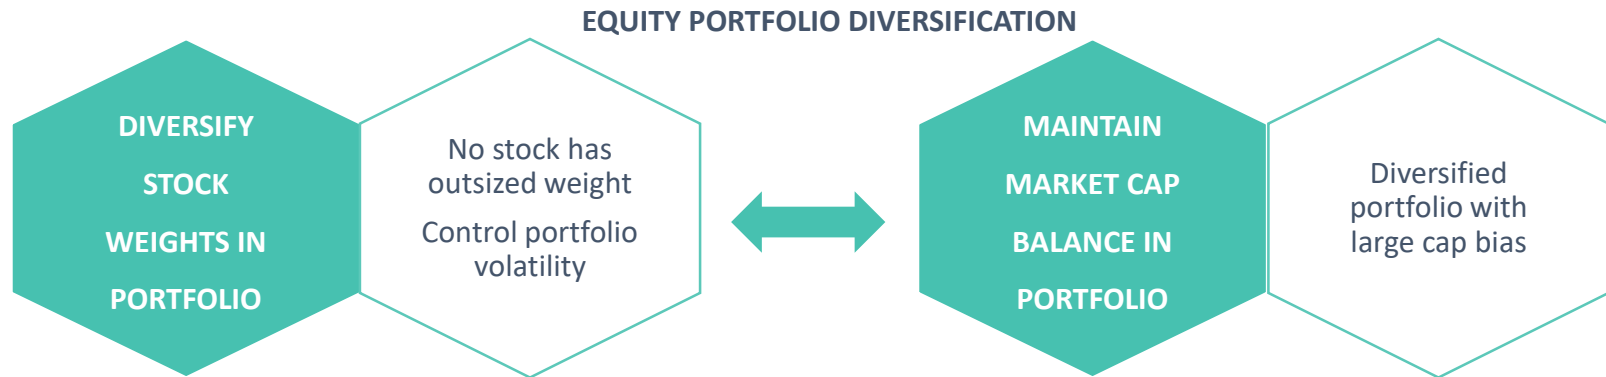 EQUITY PORTFOLIO DIVERSIFICATION
DIVERSIFY
STOCK
WEIGHTS IN
PORTFOLIO
No stock has
outsized weight
Control portfolio
volatility
MAINTAIN
MARKET CAP
BALANCE IN
PORTFOLIO
Diversified
portfolio with
large cap bias